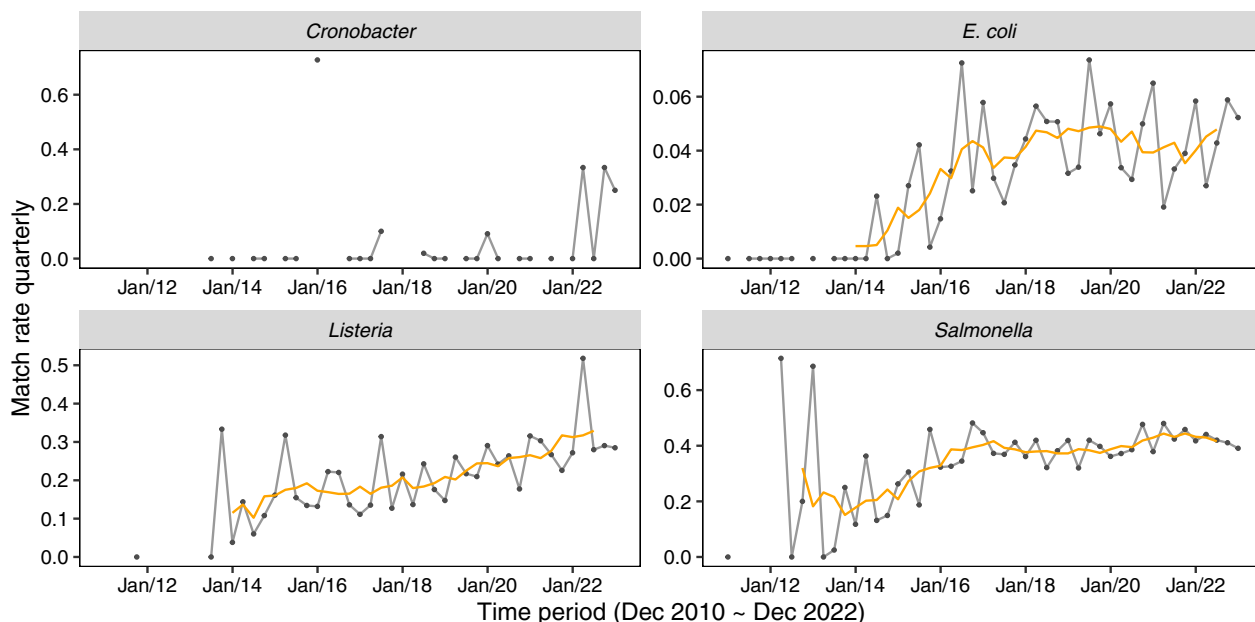 Cronobacter
E. coli
0.6
0.4
0.2
0.0
Jan/12 Jan/14 Jan/16 Jan/18 Jan/20 Jan/22
0.06
0.04
0.02
0.00
Jan/12 Jan/14 Jan/16 Jan/18 Jan/20 Jan/22
Match rate quarterly
Listeria
Salmonella
0.5
0.4
0.3
0.2
0.1
0.0
Jan/12 Jan/14 Jan/16 Jan/18 Jan/20 Jan/22
0.6
0.4
0.2
0.0
Jan/12 Jan/14 Jan/16 Jan/18 Jan/20 Jan/22
Time period (Dec 2010 ~ Dec 2022)